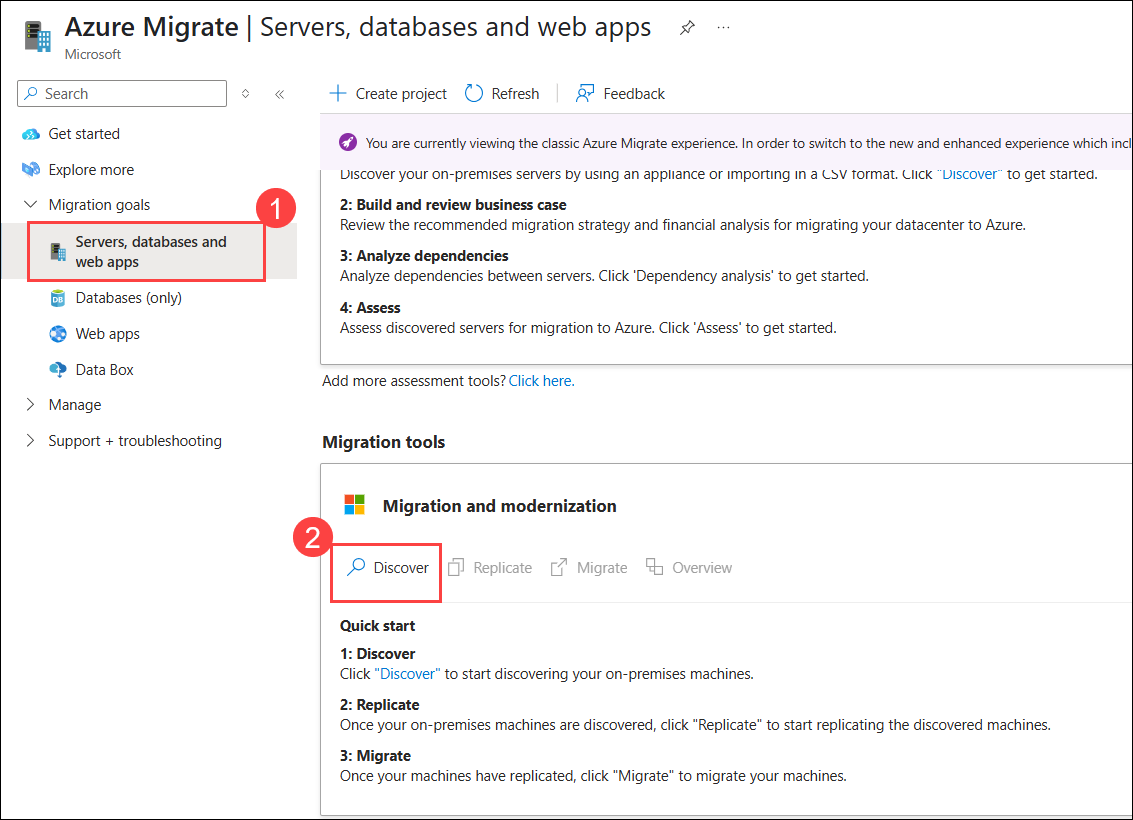 Azure Migrate | Servers, databases and web apps
Microsoft
Search
Create project
Refresh
Feedback
Get started
Explore more
Migration goals
1
Servers, databases and
web apps
Databases (only)
Web apps
Data Box
Manage
Support + troubleshooting
You are currently viewing the classic Azure Migrate experience. In order to switch to the new and enhanced experience which incl
Discover your on-premises servers by using an appliance or importing in a CSV format. Click "Discover" to get started.
2: Build and review business case
Review the recommended migration strategy and financial analysis for migrating your datacenter to Azure.
3: Analyze dependencies
Analyze dependencies between servers. Click 'Dependency analysis' to get started.
4: Assess
Assess discovered servers for migration to Azure. Click 'Assess' to get started.
Add more assessment tools? Click here.
Migration tools
Migration and modernization
2
Discover
Replicate
Migrate
Overview
Quick start
1: Discover
Click "Discover" to start discovering your on-premises machines.
2: Replicate
Once your on-premises machines are discovered, click "Replicate" to start replicating the discovered machines.
3: Migrate
Once your machines have replicated, click "Migrate" to migrate your machines.